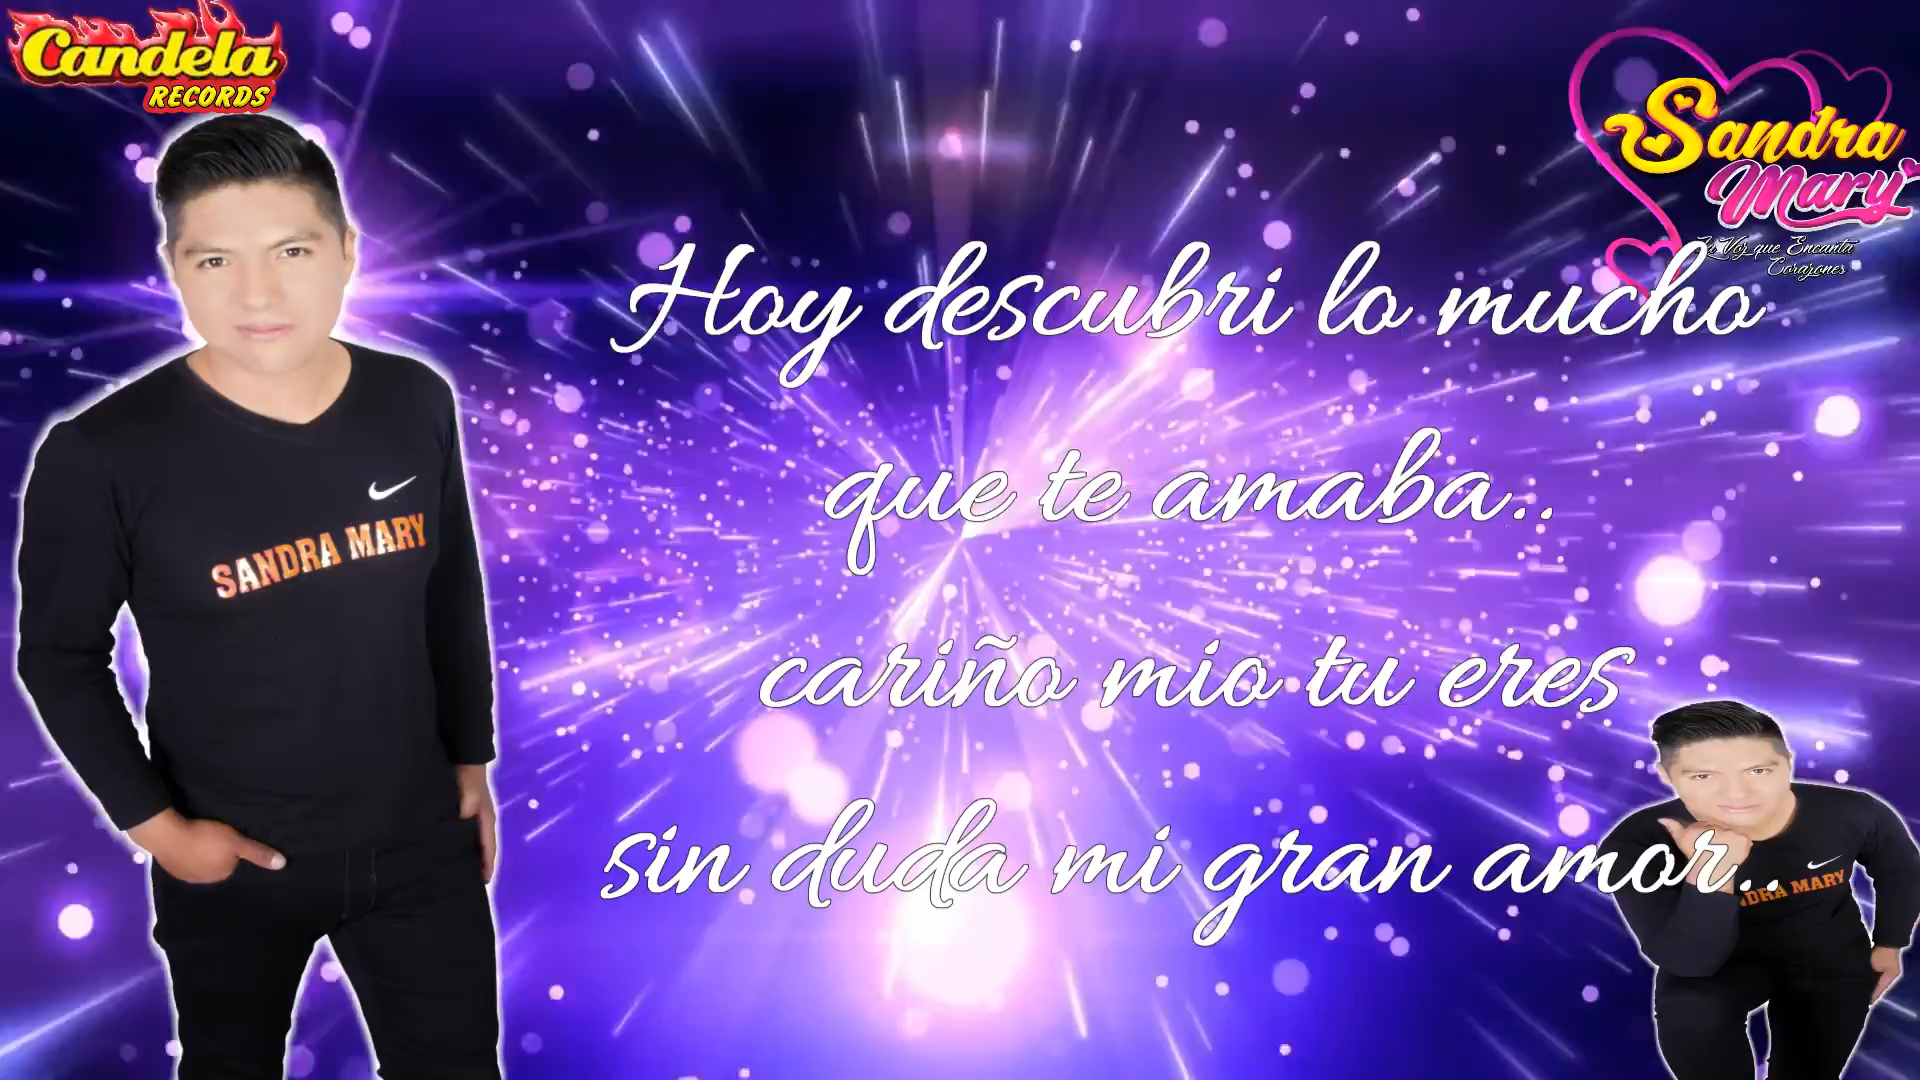 Candela
RECORDS
Sandra
Mary
La Voz que Encanta
Corazones
Hoy descubri lo mucho
que te amaba..
cariño mio tu eres
sin duda mi gran amor..
SANDRA MARY
DRA MARY